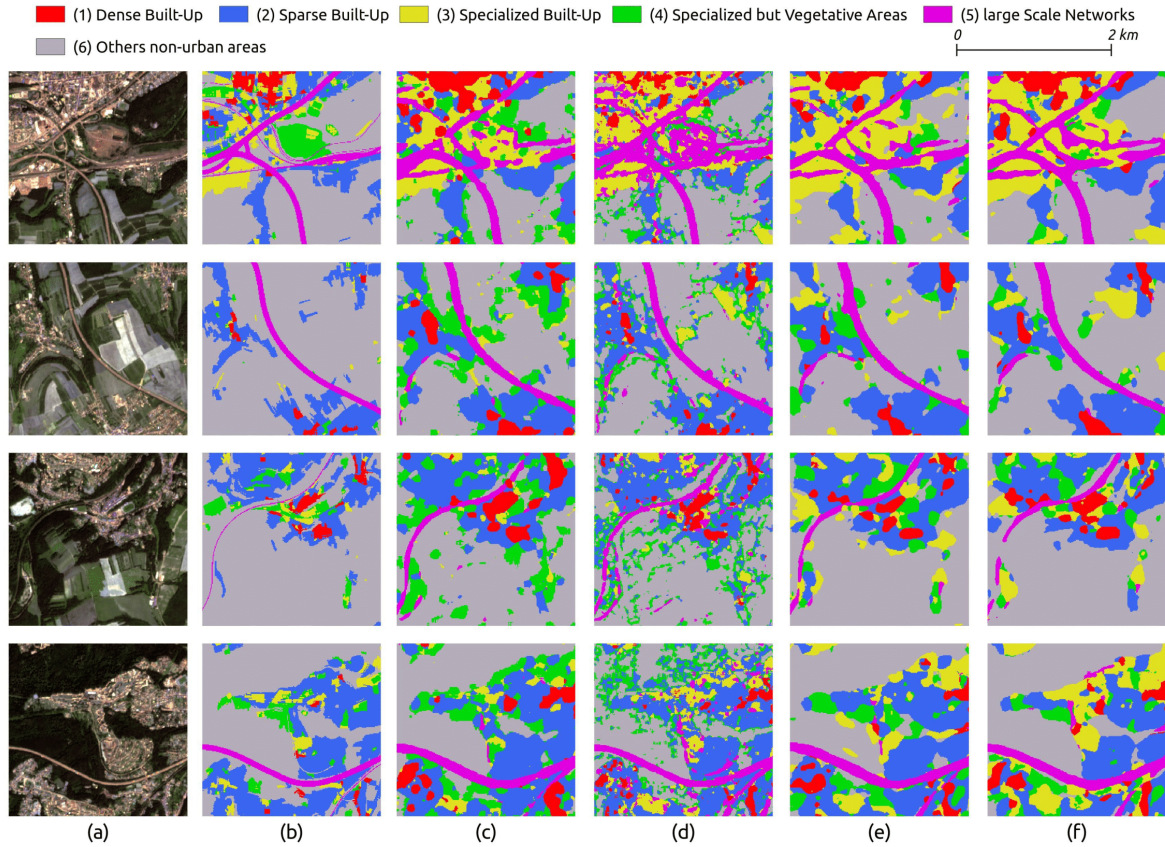 (1) Dense Built-Up (2) Sparse Built-Up (3) Specialized Built-Up (4) Specialized but Vegetative Areas (5) large Scale Networks
(6) Others non-urban areas
0 2 km
(a) (b) (c) (d) (e) (f)